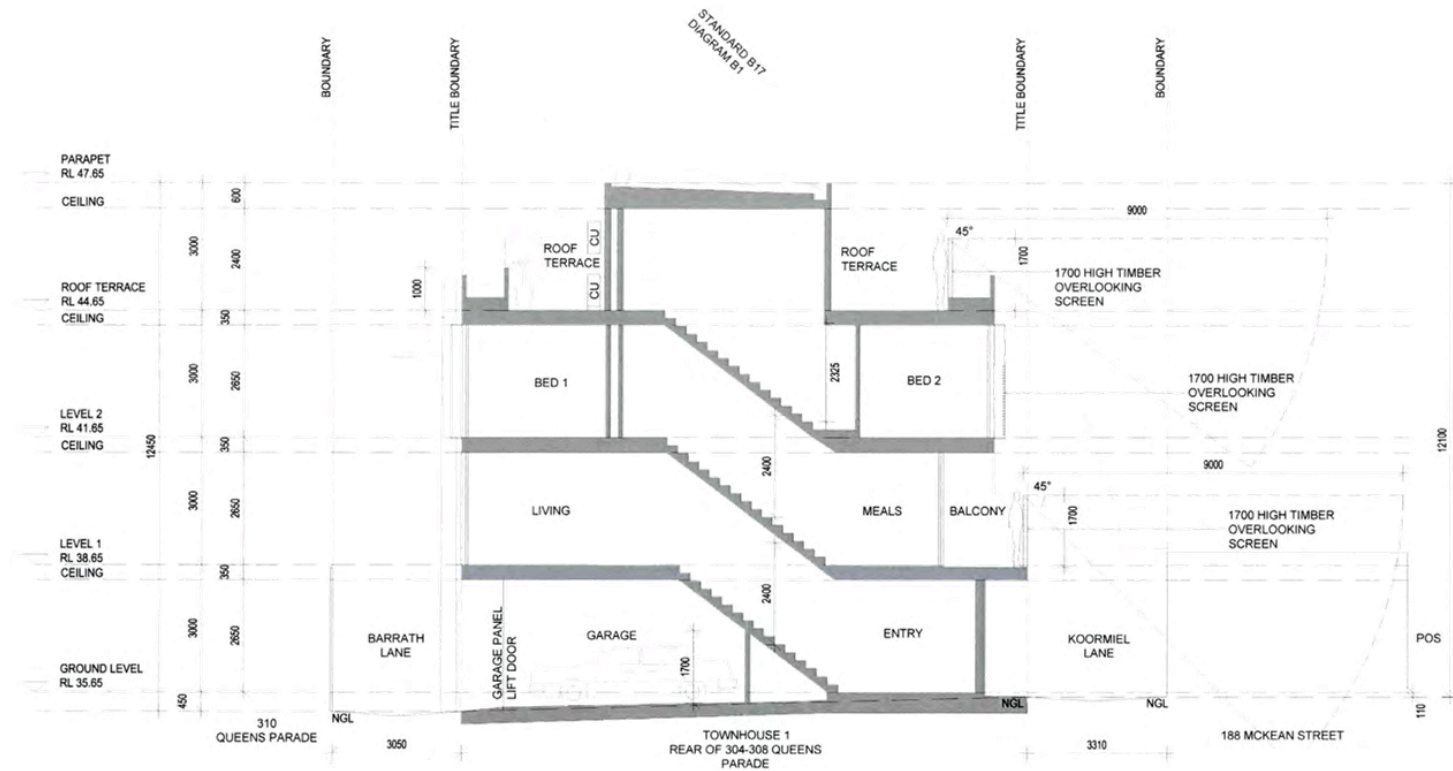 STANDARD B17
DIAGRAM B1
BOUNDARY
TITLE BOUNDARY
TITLE BOUNDARY
BOUNDARY
PARAPET
RL 47.65
CEILING
600
3000
2400
ROOF
TERRACE
CU
CU
ROOF
TERRACE
45°
9000
1700
1700 HIGH TIMBER
OVERLOOKING
SCREEN
1000
ROOF TERRACE
RL 44.65
CEILING
350
3000
2650
BED 1
2325
BED 2
1700 HIGH TIMBER
OVERLOOKING
SCREEN
LEVEL 2
RL 41.65
CEILING
350
12450
12100
3000
2650
LIVING
2400
MEALS
BALCONY
45°
9000
1700
1700 HIGH TIMBER
OVERLOOKING
SCREEN
LEVEL 1
RL 38.65
CEILING
350
3000
2650
BARRATH
LANE
GARAGE PANEL
LIFT DOOR
GARAGE
1700
2400
ENTRY
KOORMIEL
LANE
POS
GROUND LEVEL
RL 35.65
450
NGL
NGL
NGL
110
310
QUEENS PARADE
3050
TOWNHOUSE 1
REAR OF 304-308 QUEENS
PARADE
3310
188 MCKEAN STREET